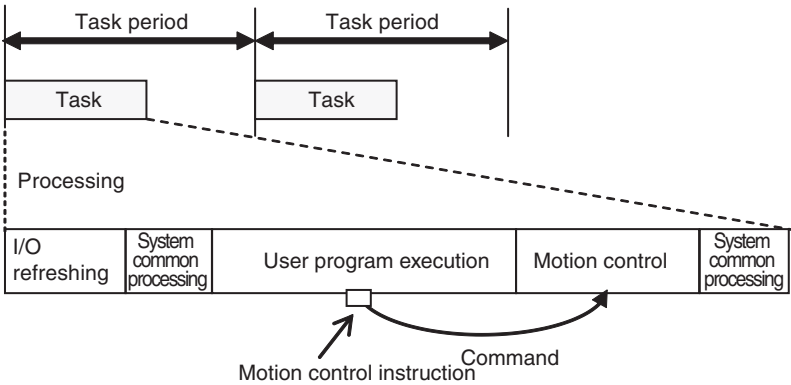 Task period
Task period
Task
Task
Processing
I/O
refreshing
System
common
processing
User program execution
Motion control
System
common
processing
Command
Motion control instruction